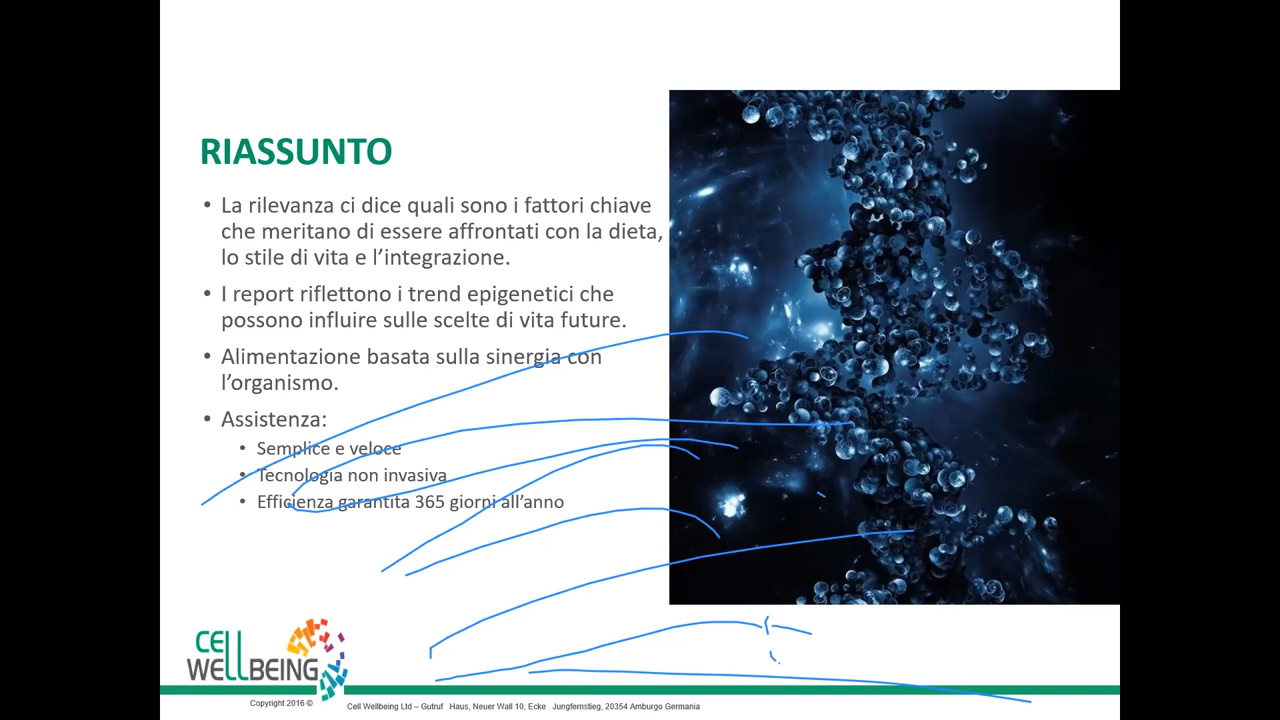 RIASSUNTO
• La rilevanza ci dice quali sono i fattori chiave
che meritano di essere affrontati con la dieta,
lo stile di vita e l’integrazione.
• I report riflettono i trend epigenetici che
possono influire sulle scelte di vita future.
• Alimentazione basata sulla sinergia con
l’organismo.
• Assistenza:
• Semplice e veloce
• Tecnologia non invasiva
• Efficienza garantita 365 giorni all’anno
CELL
WELLBEING
Copyright 2016 ©
Cell Wellbeing Ltd – Gutruf Haus, Neuer Wall 10, Ecke Jungfernstieg, 20354 Amburgo Germania